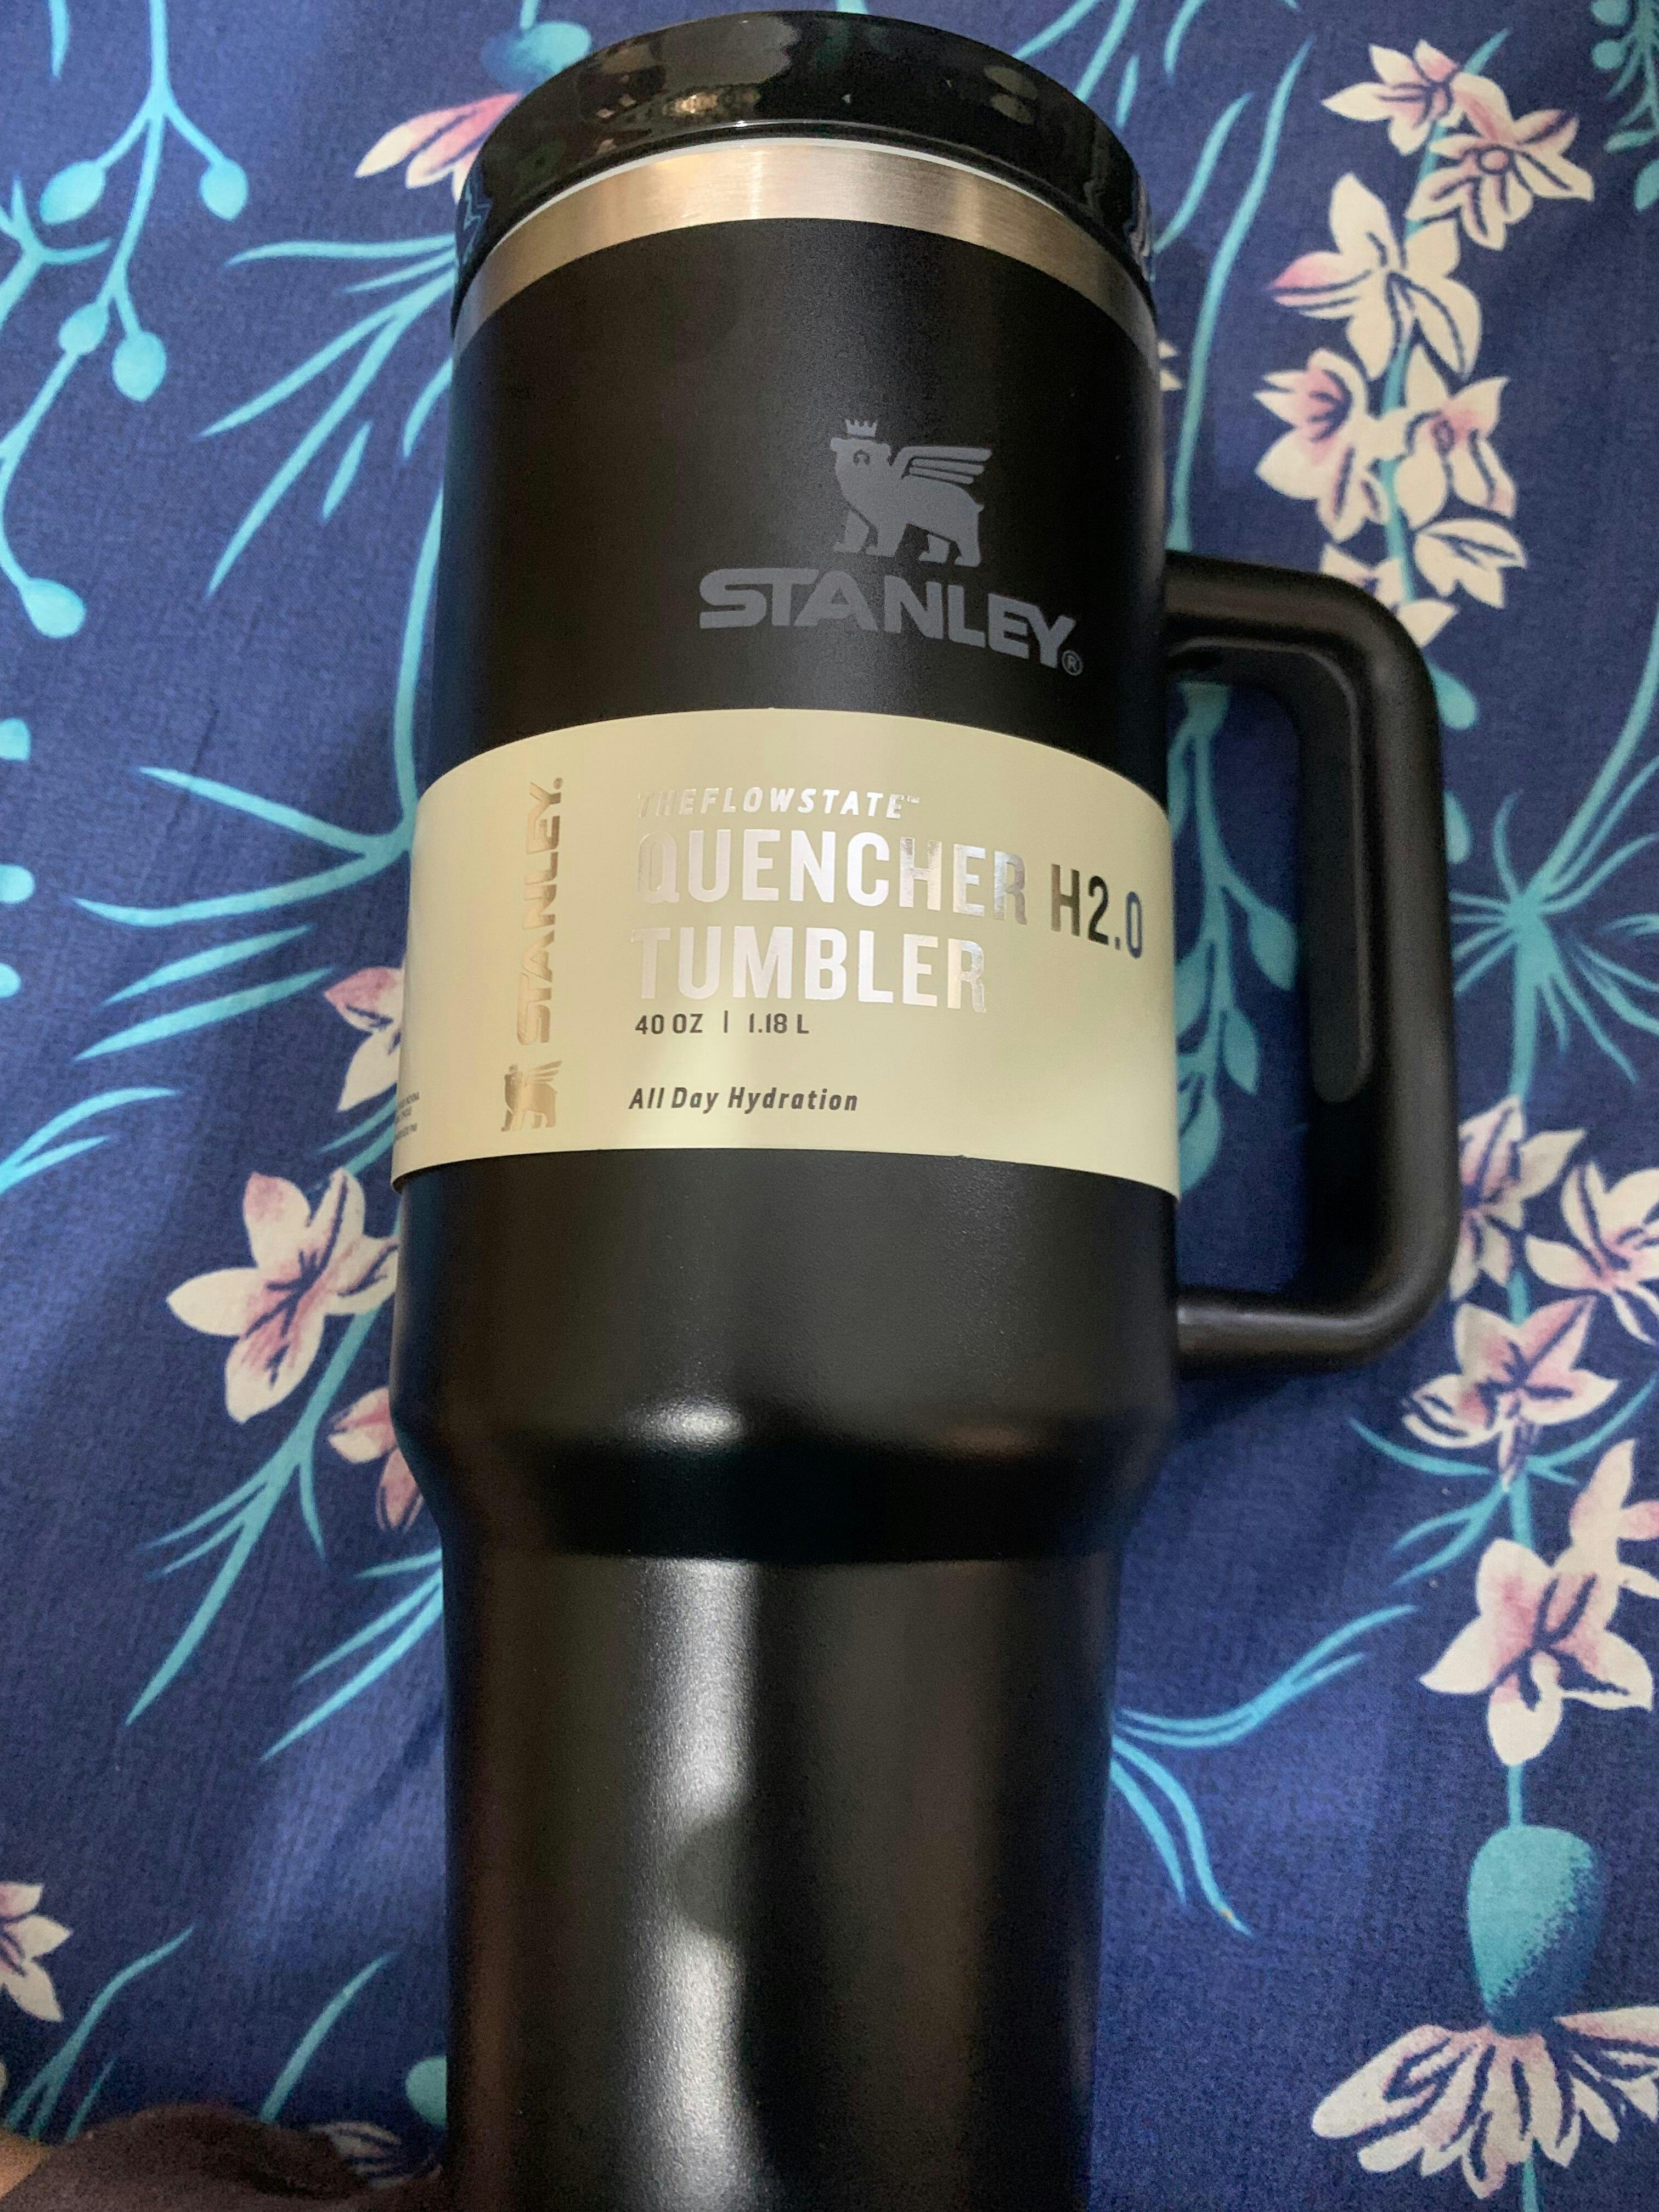 STANLEY®
STANLEY®
THEFLOWSTATE™
QUENCHER H2.0
TUMBLER
40 OZ | 1.18 L
All Day Hydration